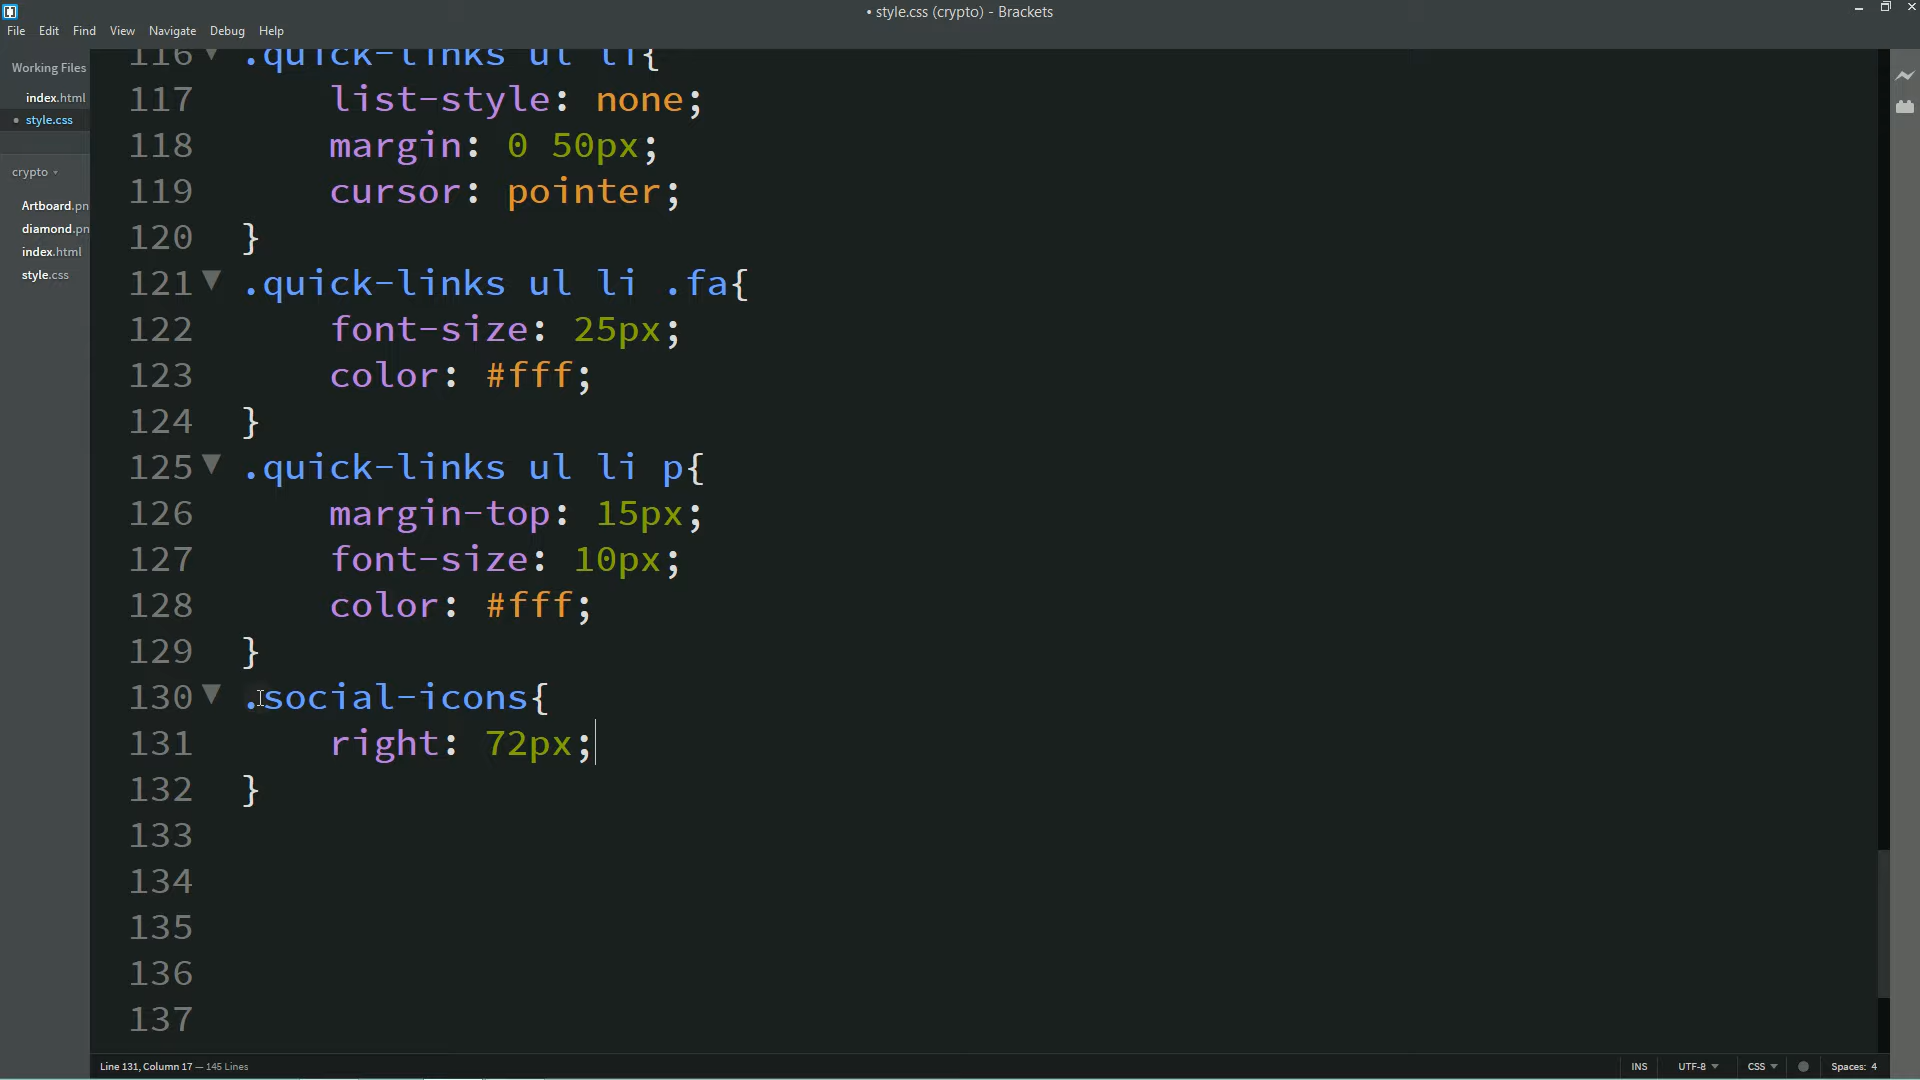 • style.css (crypto) - Brackets
File Edit Find View Navigate Debug Help
Working Files
index.html
• style.css
crypto
Artboard.pn
diamond.pn
index.html
style.css
116 .quick-links ul li{
117 list-style: none;
118 margin: 0 50px;
119 cursor: pointer;
120 }
121 .quick-links ul li .fa{
122 font-size: 25px;
123 color: #fff;
124 }
125 .quick-links ul li p{
126 margin-top: 15px;
127 font-size: 10px;
128 color: #fff;
129 }
130 .social-icons{
131 right: 72px;
132 }
133
134
135
136
137
Line 131, Column 17 — 145 Lines
INS UTF-8 CSS Spaces: 4